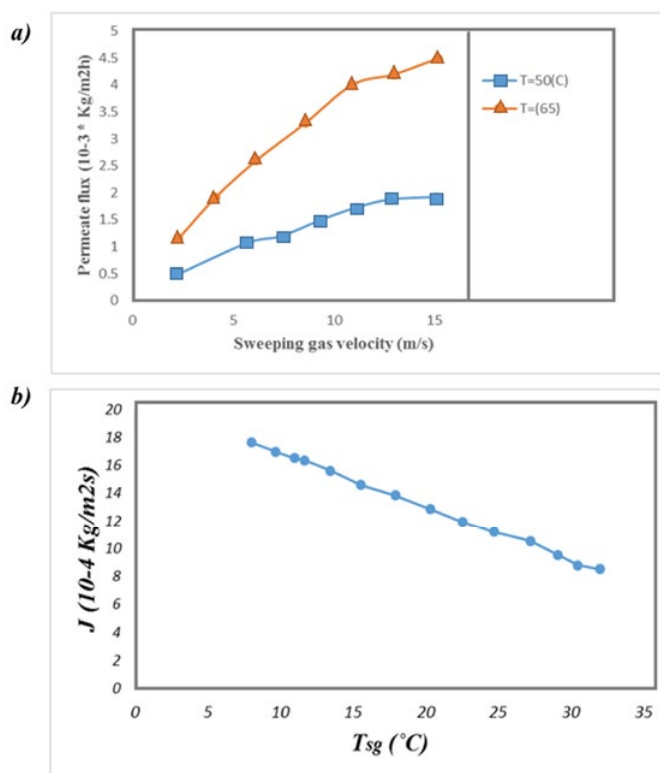 a)
5
4.5
4
3.5
3
2.5
2
1.5
1
0.5
0
Permeate flux (10-3 * Kg/m2h)
0 5 10 15
Sweeping gas velocity (m/s)
T=50(C)
T=(65)
b)
20
18
16
14
12
10
8
6
4
2
0
J (10-4 Kg/m2s)
0 5 10 15 20 25 30 35
Tsg (°C)